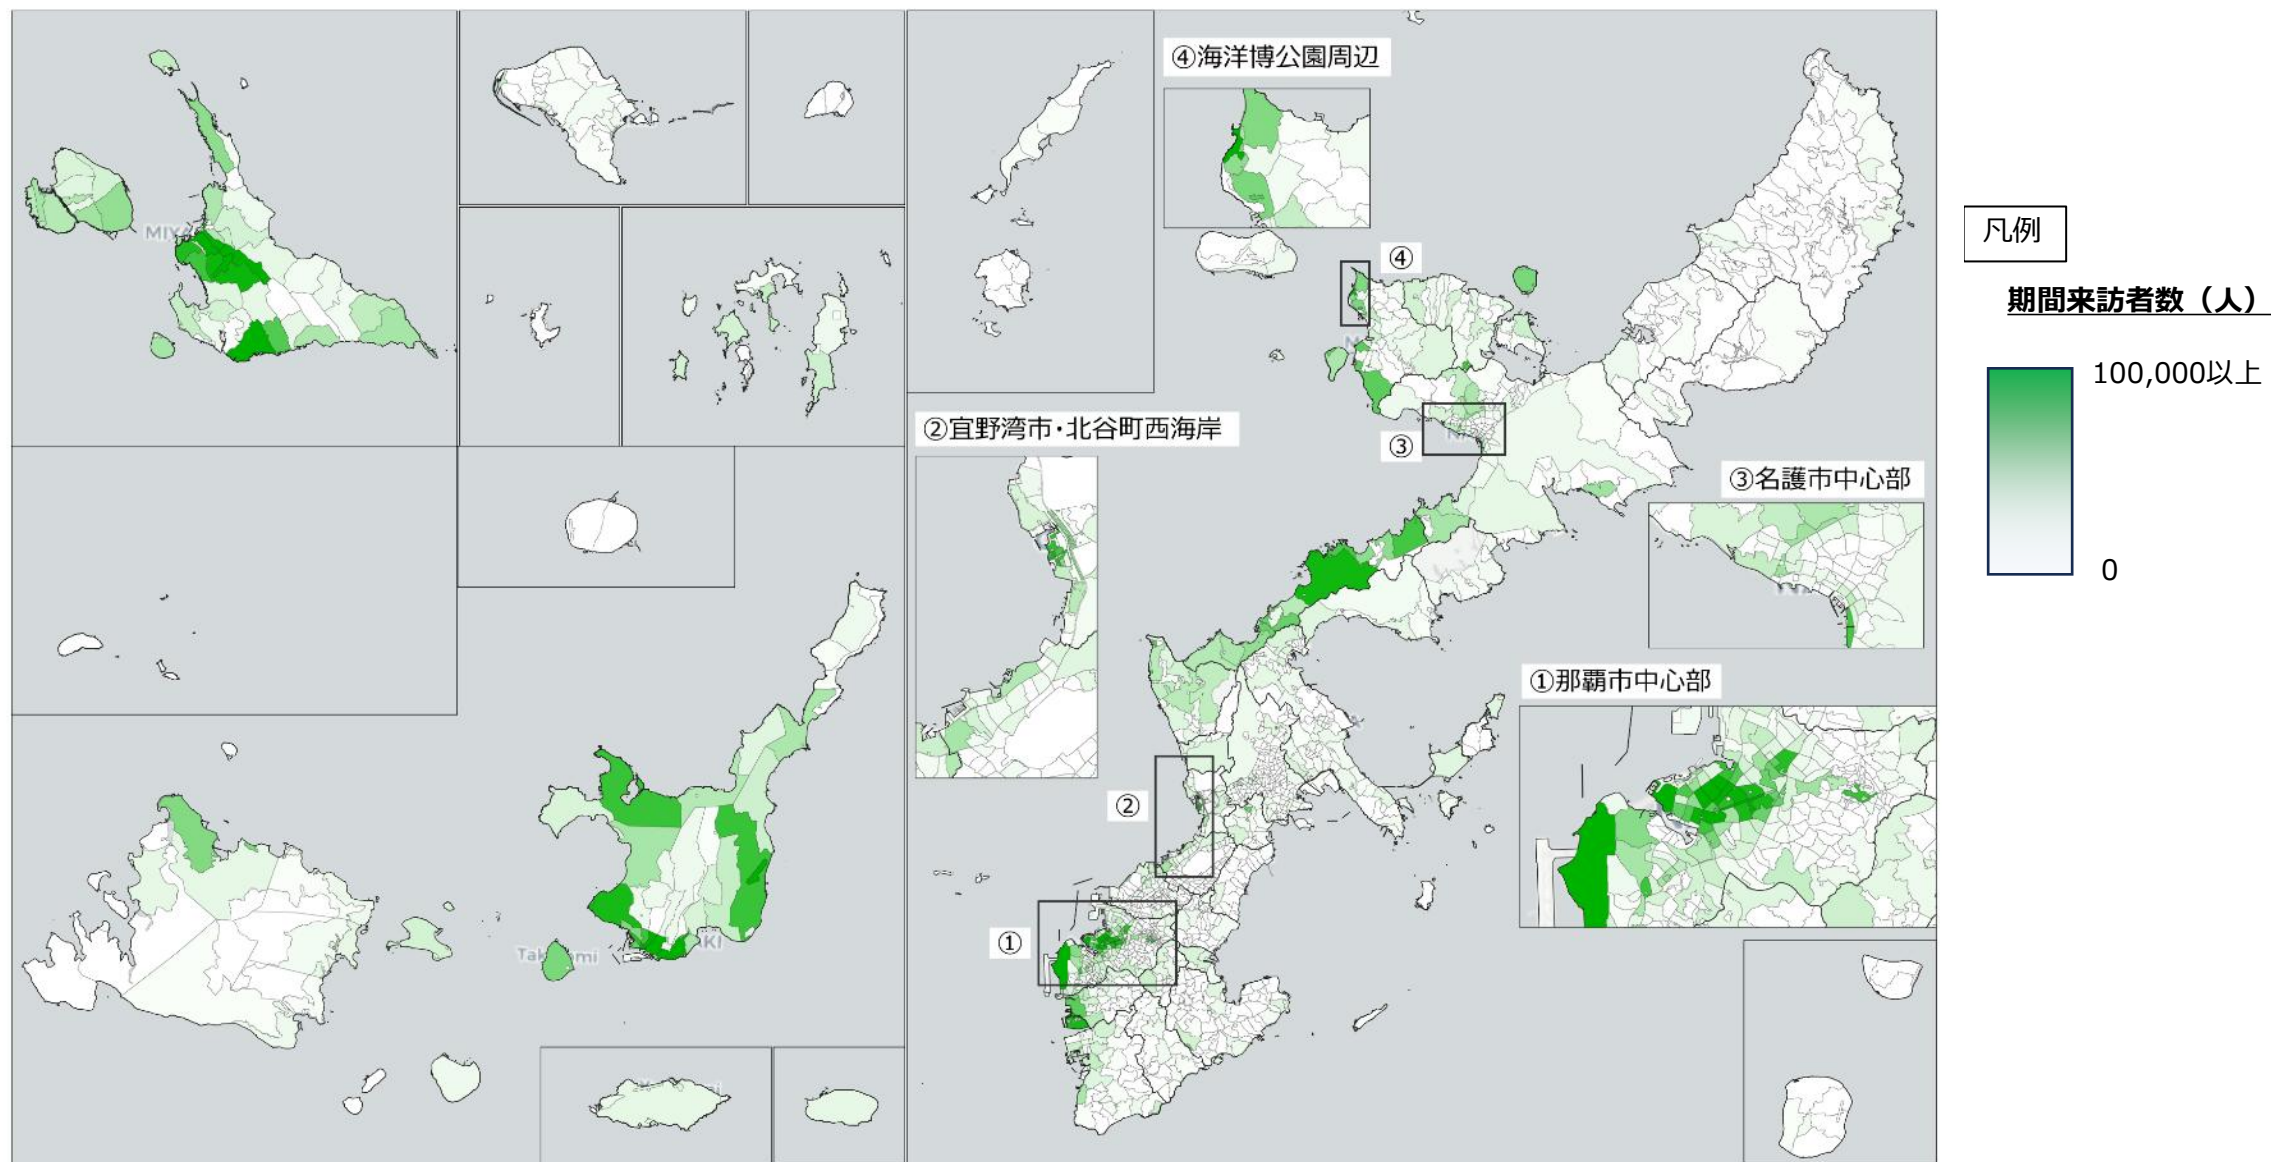 ④海洋博公園周辺
凡例
④
期間来訪者数（人）
100,000以上
②宜野湾市・北谷町西海岸
③
③名護市中心部
0
①那覇市中心部
②
①